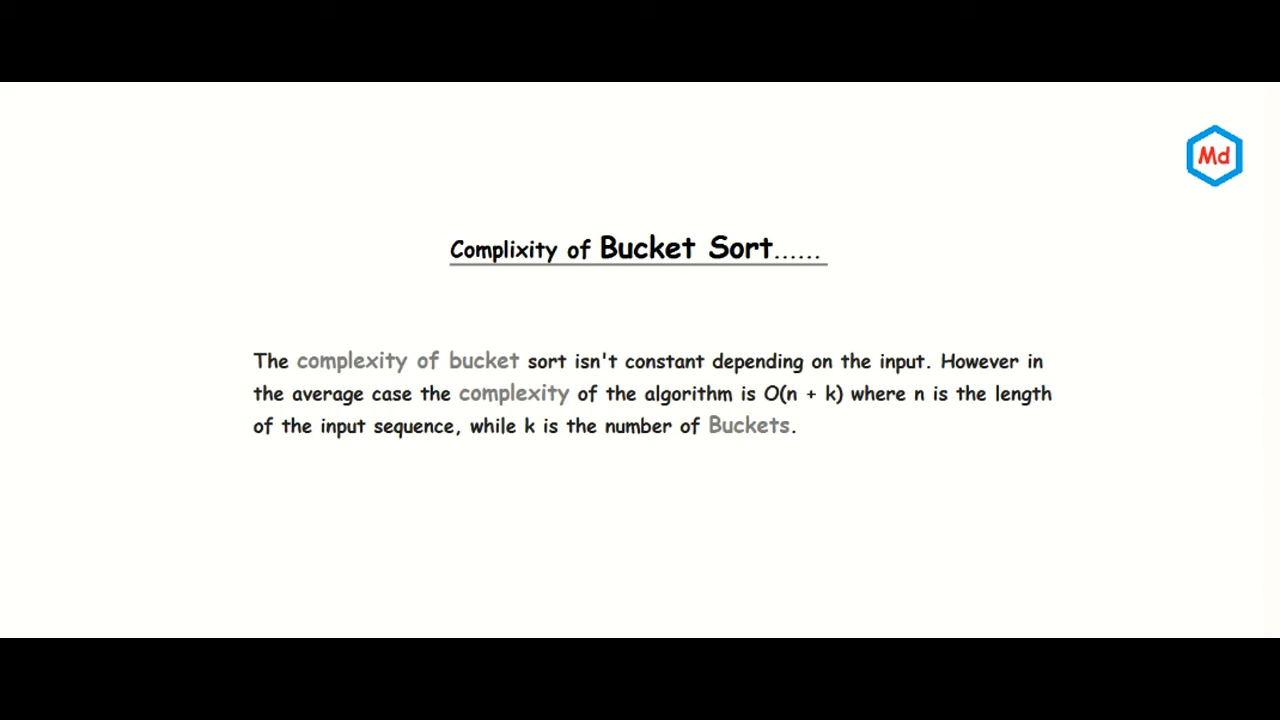 Md
Complixity of Bucket Sort......
The complexity of bucket sort isn't constant depending on the input. However in
the average case the complexity of the algorithm is O(n + k) where n is the length
of the input sequence, while k is the number of Buckets.